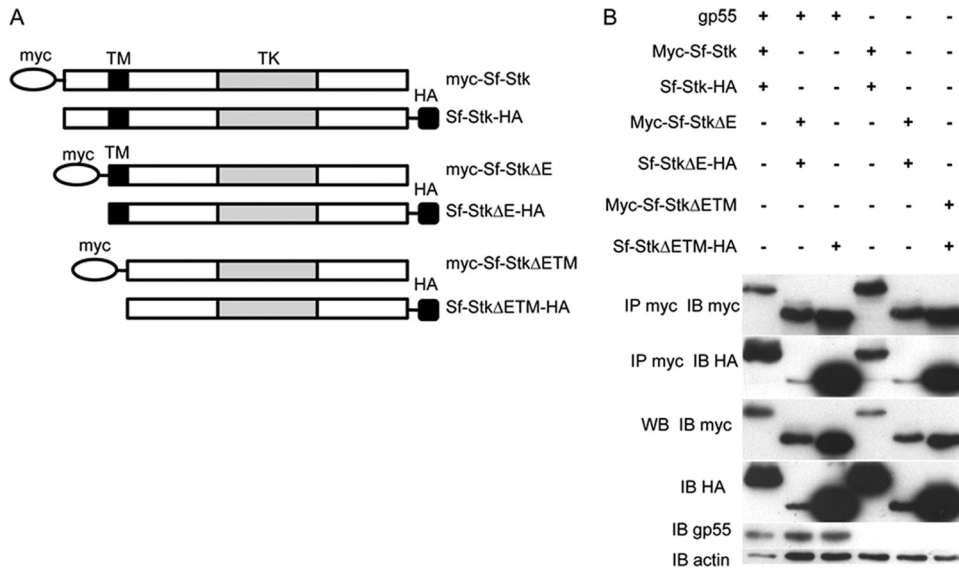 A
myc TM TK
myc-Sf-Stk
HA
Sf-Stk-HA
myc TM
myc-Sf-StkΔE
HA
Sf-StkΔE-HA
myc
myc-Sf-StkΔETM
HA
Sf-StkΔETM-HA
B
gp55 + + + - - -
Myc-Sf-Stk + - - + - -
Sf-Stk-HA + - - + - -
Myc-Sf-StkΔE - + - - + -
Sf-StkΔE-HA - + - - + -
Myc-Sf-StkΔETM - - - - - +
Sf-StkΔETM-HA - - + - - +
IP myc IB myc
IP myc IB HA
WB IB myc
IB HA
IB gp55
IB actin